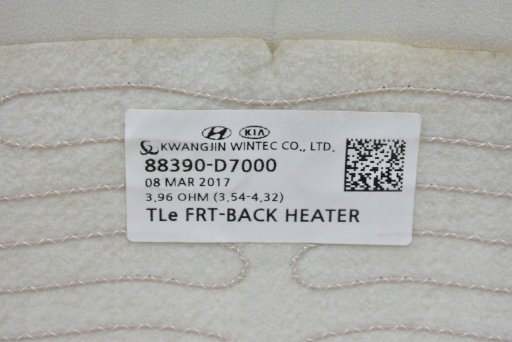 KIA
KWANGJIN WINTEC CO., LTD.
88390-D7000
08 MAR 2017
3.96 OHM (3.54-4.32)
TLe FRT-BACK HEATER